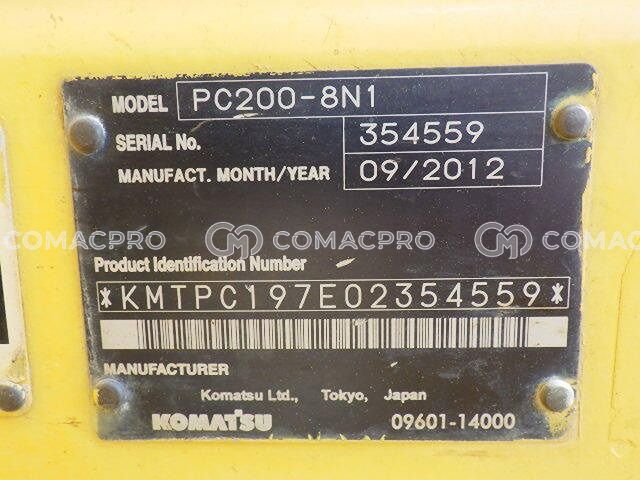 MODEL PC200-8N1
SERIAL No. 354559
MANUFACT. MONTH/YEAR 09/2012
COMACPRO COMACPRO COMACPRO
Product Identification Number
*KMTPC197E02354559*
MANUFACTURER
Komatsu Ltd., Tokyo, Japan
KOMATSU 09601-14000